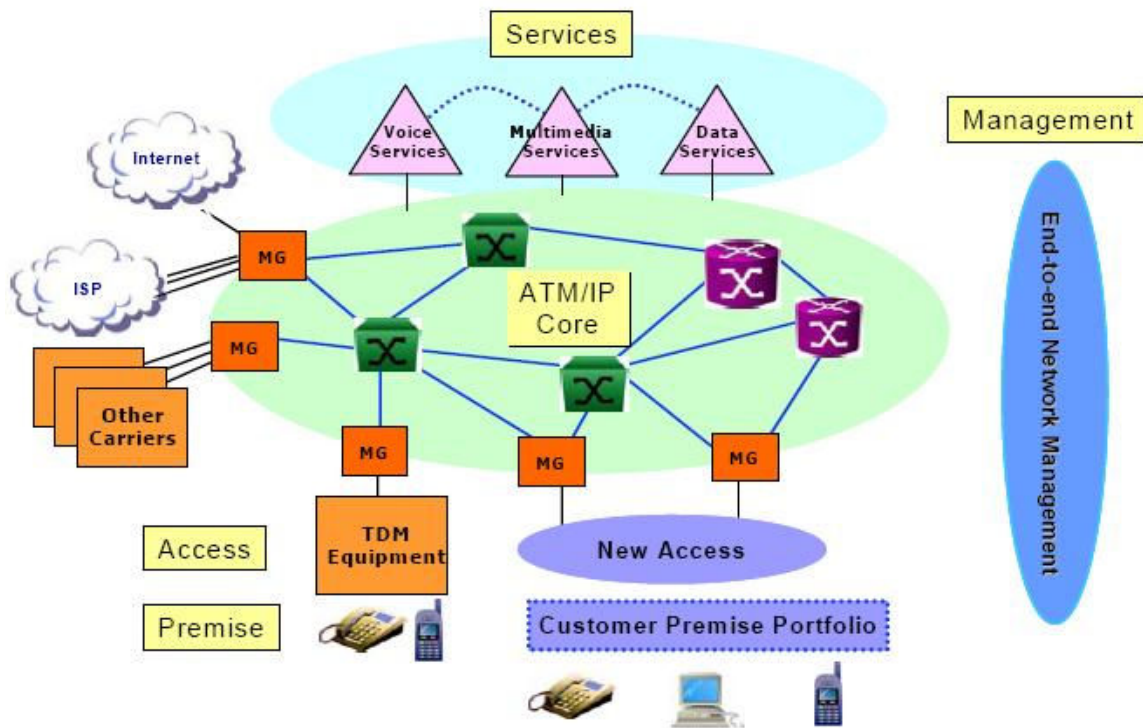 Services
Voice
Services
Multimedia
Services
Data
Services
Management
Internet
MG
ISP
ATM/IP
Core
MG
Other
Carriers
MG
MG
MG
End-to-end Network Management
Access
TDM
Equipment
New Access
Premise
Customer Premise Portfolio